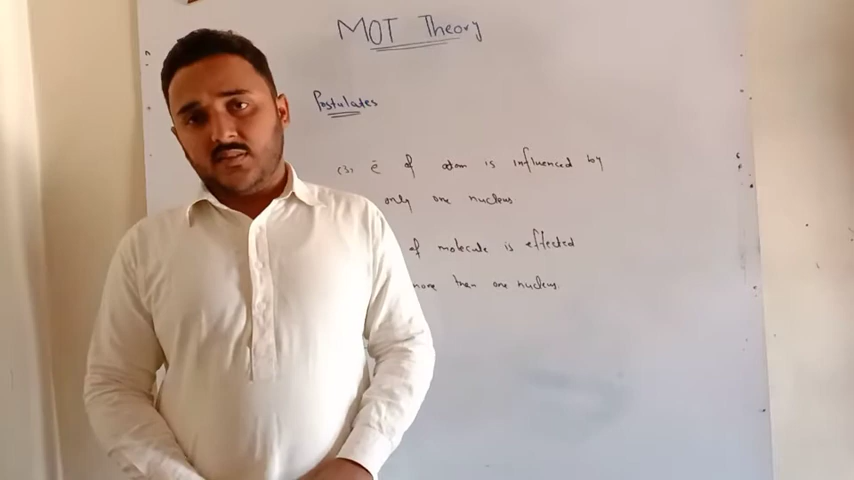 MOT Theory
Postulates
(3) ē of atom is influenced by
only one nucleus
of molecule is effected
more than one nucleus.